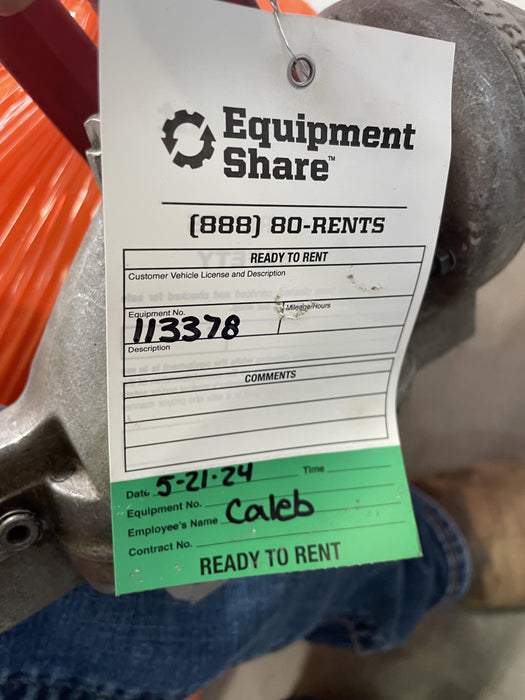 Equipment
Share™
(888) 80-RENTS
READY TO RENT
Customer Vehicle License and Description
Equipment No.
Mileage/Hours
113378
Description
COMMENTS
Date 5-21-24 Time
Equipment No.
Employee's Name Caleb
Contract No.
READY TO RENT